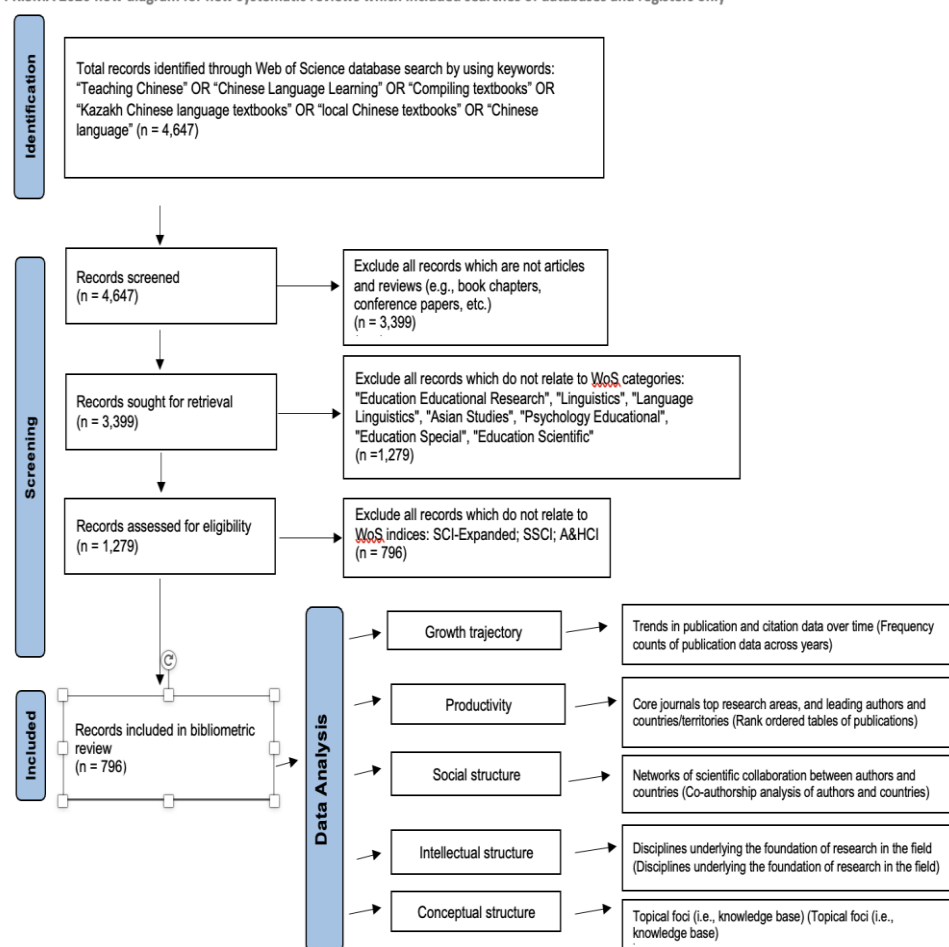 PRISMA 2020 flow diagram for new systematic reviews which included searches of databases and registers only
Identification
Total records identified through Web of Science database search by using keywords:
“Teaching Chinese” OR “Chinese Language Learning” OR “Compiling textbooks” OR
“Kazakh Chinese language textbooks” OR “local Chinese textbooks” OR “Chinese
language” (n = 4,647)
Screening
Records screened
(n = 4,647)
Exclude all records which are not articles
and reviews (e.g., book chapters,
conference papers, etc.)
(n = 3,399)
Records sought for retrieval
(n = 3,399)
Exclude all records which do not relate to WoS categories:
"Education Educational Research", "Linguistics", "Language
Linguistics", "Asian Studies", "Psychology Educational",
"Education Special", "Education Scientific"
(n =1,279)
Records assessed for eligibility
(n = 1,279)
Exclude all records which do not relate to
WoS indices: SCI-Expanded; SSCI; A&HCI
(n = 796)
Included
Records included in bibliometric
review
(n = 796)
Data Analysis
Growth trajectory
Trends in publication and citation data over time (Frequency
counts of publication data across years)
Productivity
Core journals top research areas, and leading authors and
countries/territories (Rank ordered tables of publications)
Social structure
Networks of scientific collaboration between authors and
countries (Co-authorship analysis of authors and countries)
Intellectual structure
Disciplines underlying the foundation of research in the field
(Disciplines underlying the foundation of research in the field)
Conceptual structure
Topical foci (i.e., knowledge base) (Topical foci (i.e.,
knowledge base)